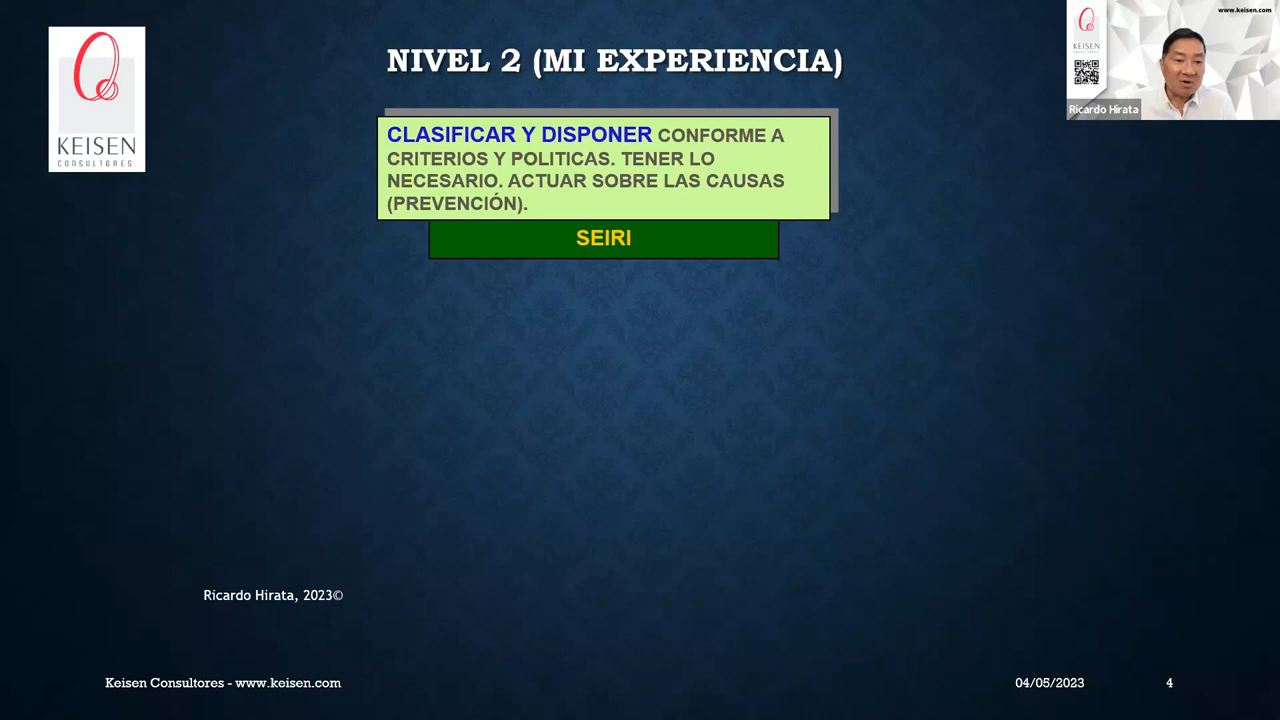 NIVEL 2 (MI EXPERIENCIA)
www.keisen.com
KEISEN
Ricardo Hirata
KEISEN
CONSULTORES
CLASIFICAR Y DISPONER CONFORME A
CRITERIOS Y POLITICAS. TENER LO
NECESARIO. ACTUAR SOBRE LAS CAUSAS
(PREVENCIÓN).
SEIRI
Ricardo Hirata, 2023©
Keisen Consultores - www.keisen.com
04/05/2023
4